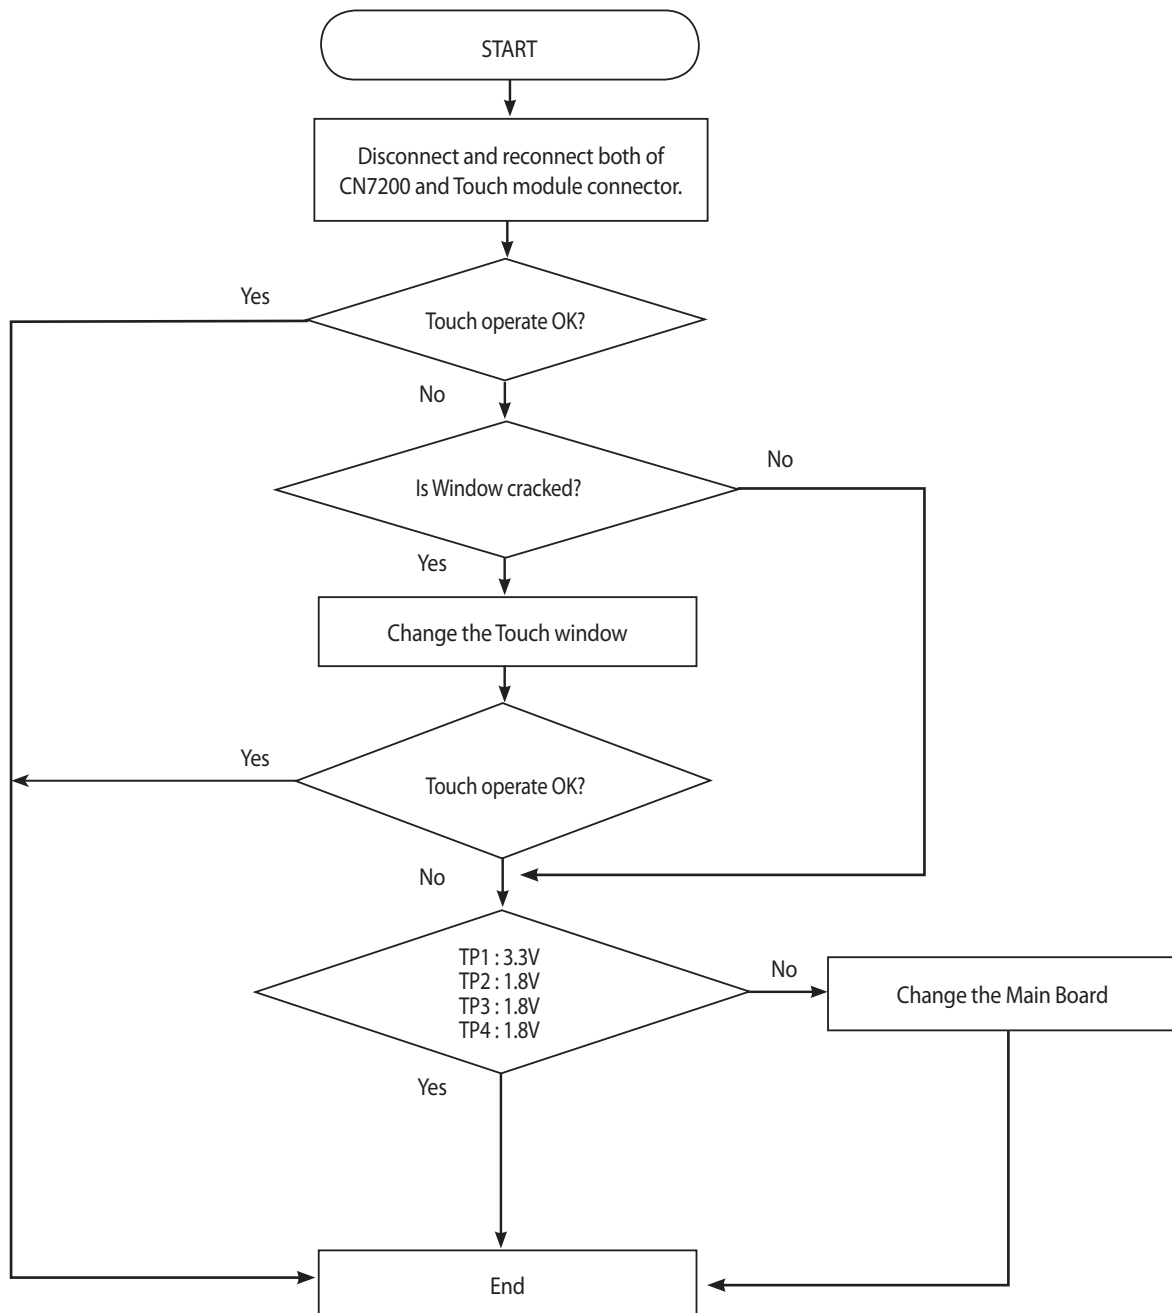 START
Disconnect and reconnect both of
CN7200 and Touch module connector.
Yes
Touch operate OK?
No
No
Is Window cracked?
Yes
Change the Touch window
Yes
Touch operate OK?
No
TP1 : 3.3V
TP2 : 1.8V
TP3 : 1.8V
TP4 : 1.8V
No
Change the Main Board
Yes
End